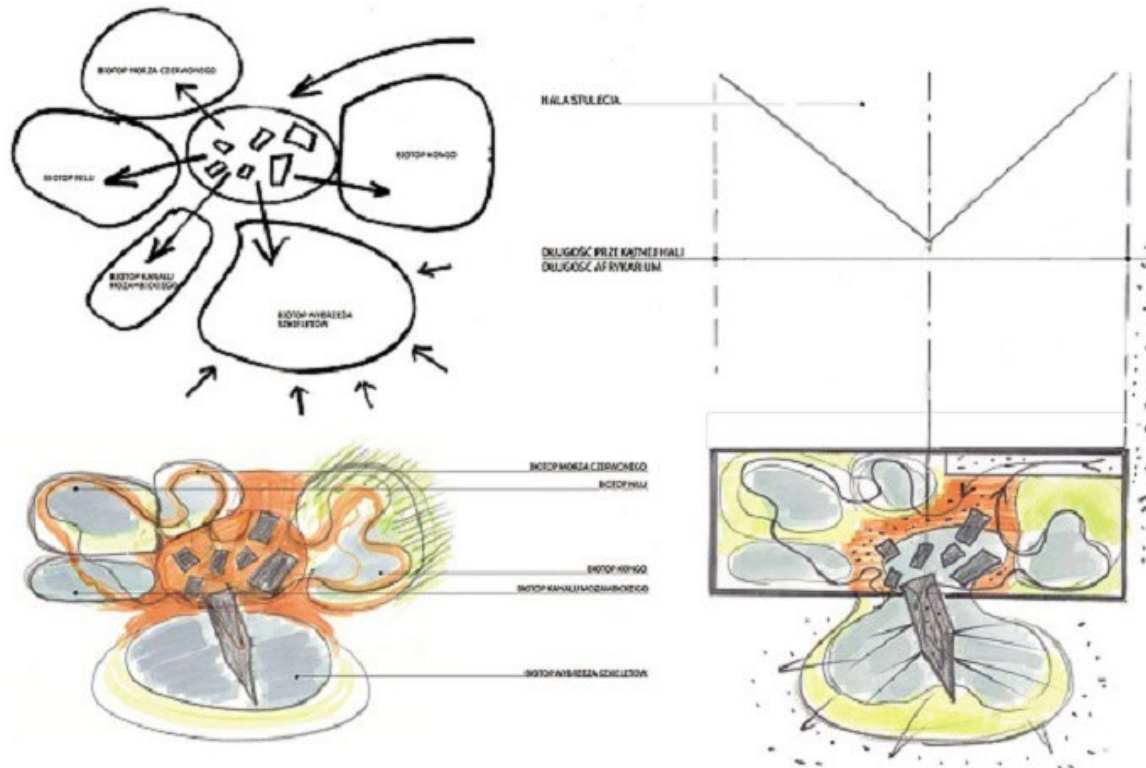 BIOTOP MORZA CZERWONEGO
BIOTOP NILU
BIOTOP KONGO
BIOTOP KANAŁU
MOZAMBICKIEGO
BIOTOP WYBRZEŻA
SZKIELETÓW
HALA STULECIA
DŁUGOŚĆ PRZEKĄTNEJ HALI
DŁUGOŚĆ AFRYKARIUM
BIOTOP MORZA CZERWONEGO
BIOTOP NILU
BIOTOP KONGO
BIOTOP KANAŁU MOZAMBICKIEGO
BIOTOP WYBRZEŻA SZKIELETÓW